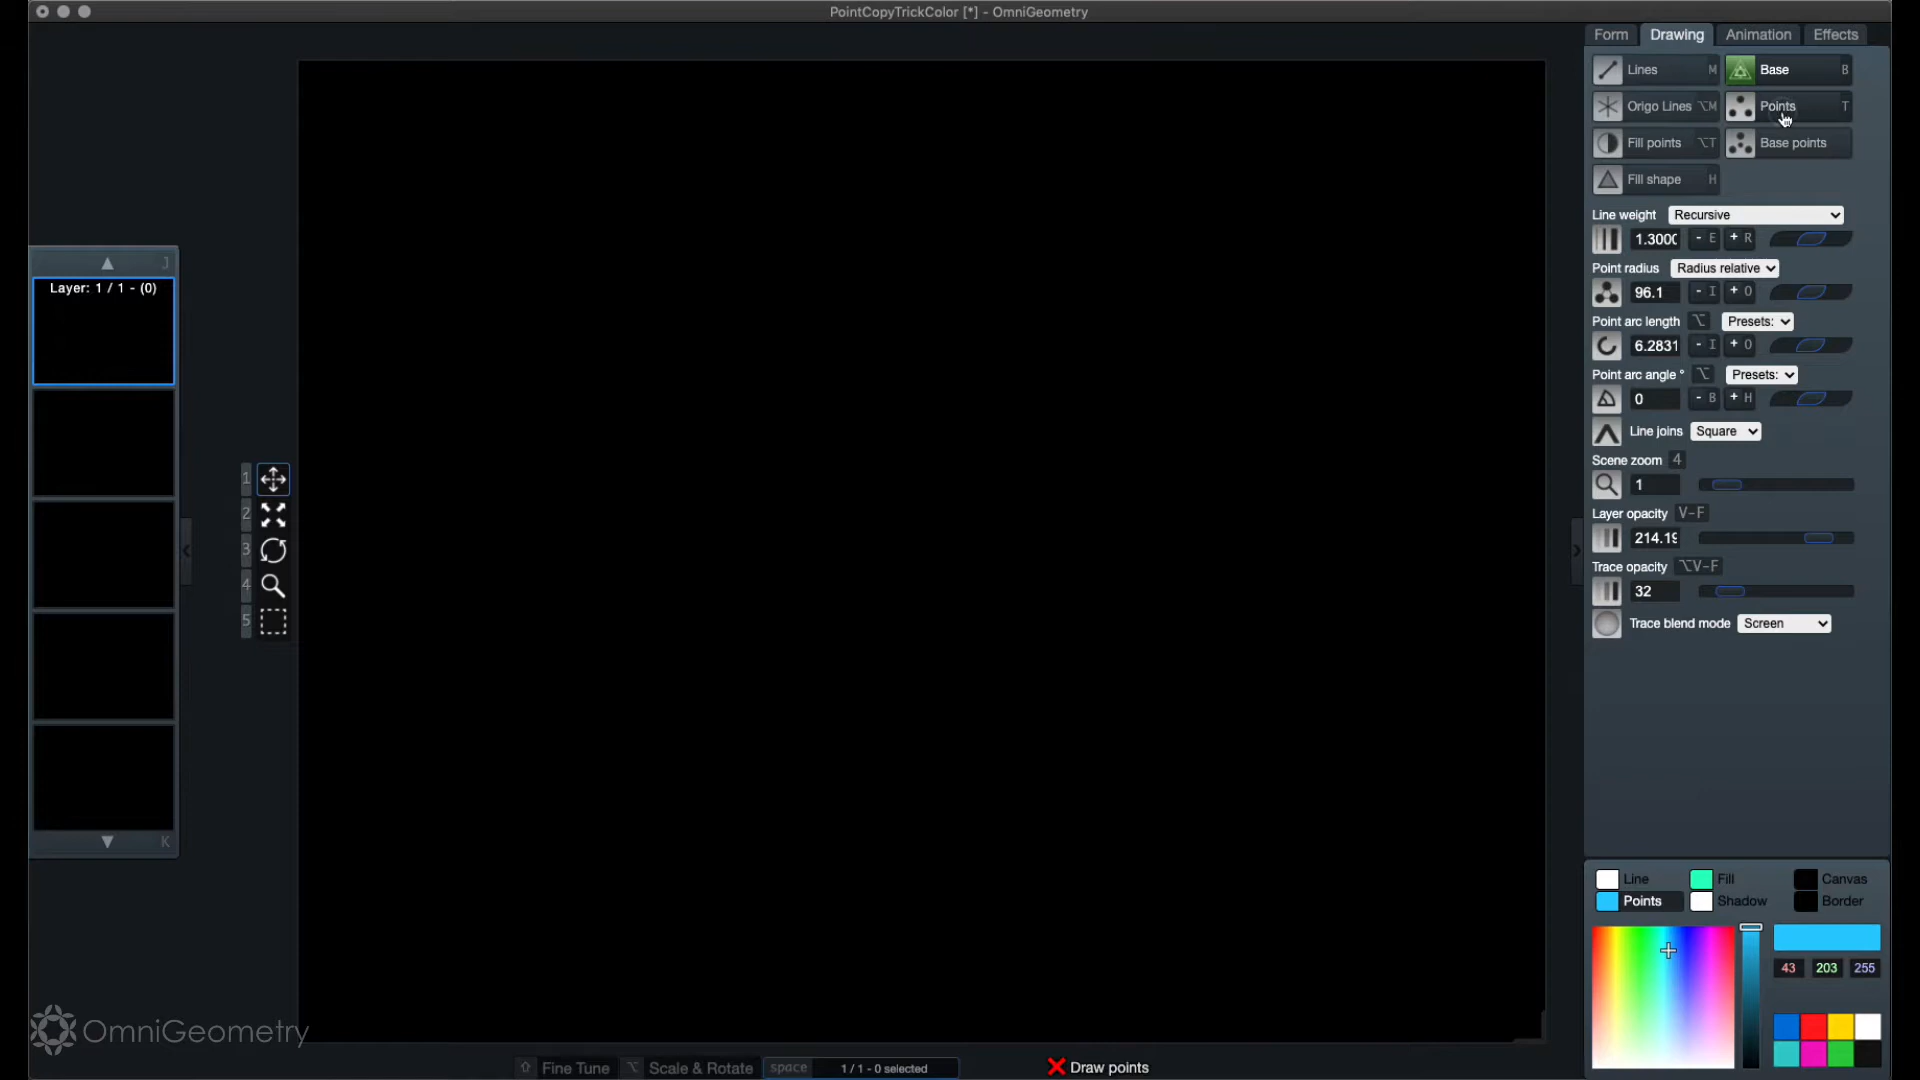 PointCopyTrickColor [*] - OmniGeometry
Form Drawing Animation Effects
Lines M Base B
Origo Lines ⌥M Points T
Fill points ⌥T Base points
Fill shape H
Line weight Recursive
1.300 - E + R
Point radius Radius relative
96.1 - I + O
Point arc length ⌥ Presets:
6.2831 - I + O
Point arc angle ° ⌥ Presets:
0 - B + H
Line joins Square
Scene zoom 4
1
Layer opacity V-F
214.19
Trace opacity ⌥V-F
32
Trace blend mode Screen
J
Layer: 1 / 1 - (0)
K
1
2
3
4
5
Line Fill Canvas
Points Shadow Border
43 203 255
OmniGeometry
⇧ Fine Tune ⌥ Scale & Rotate space 1 / 1 - 0 selected Draw points